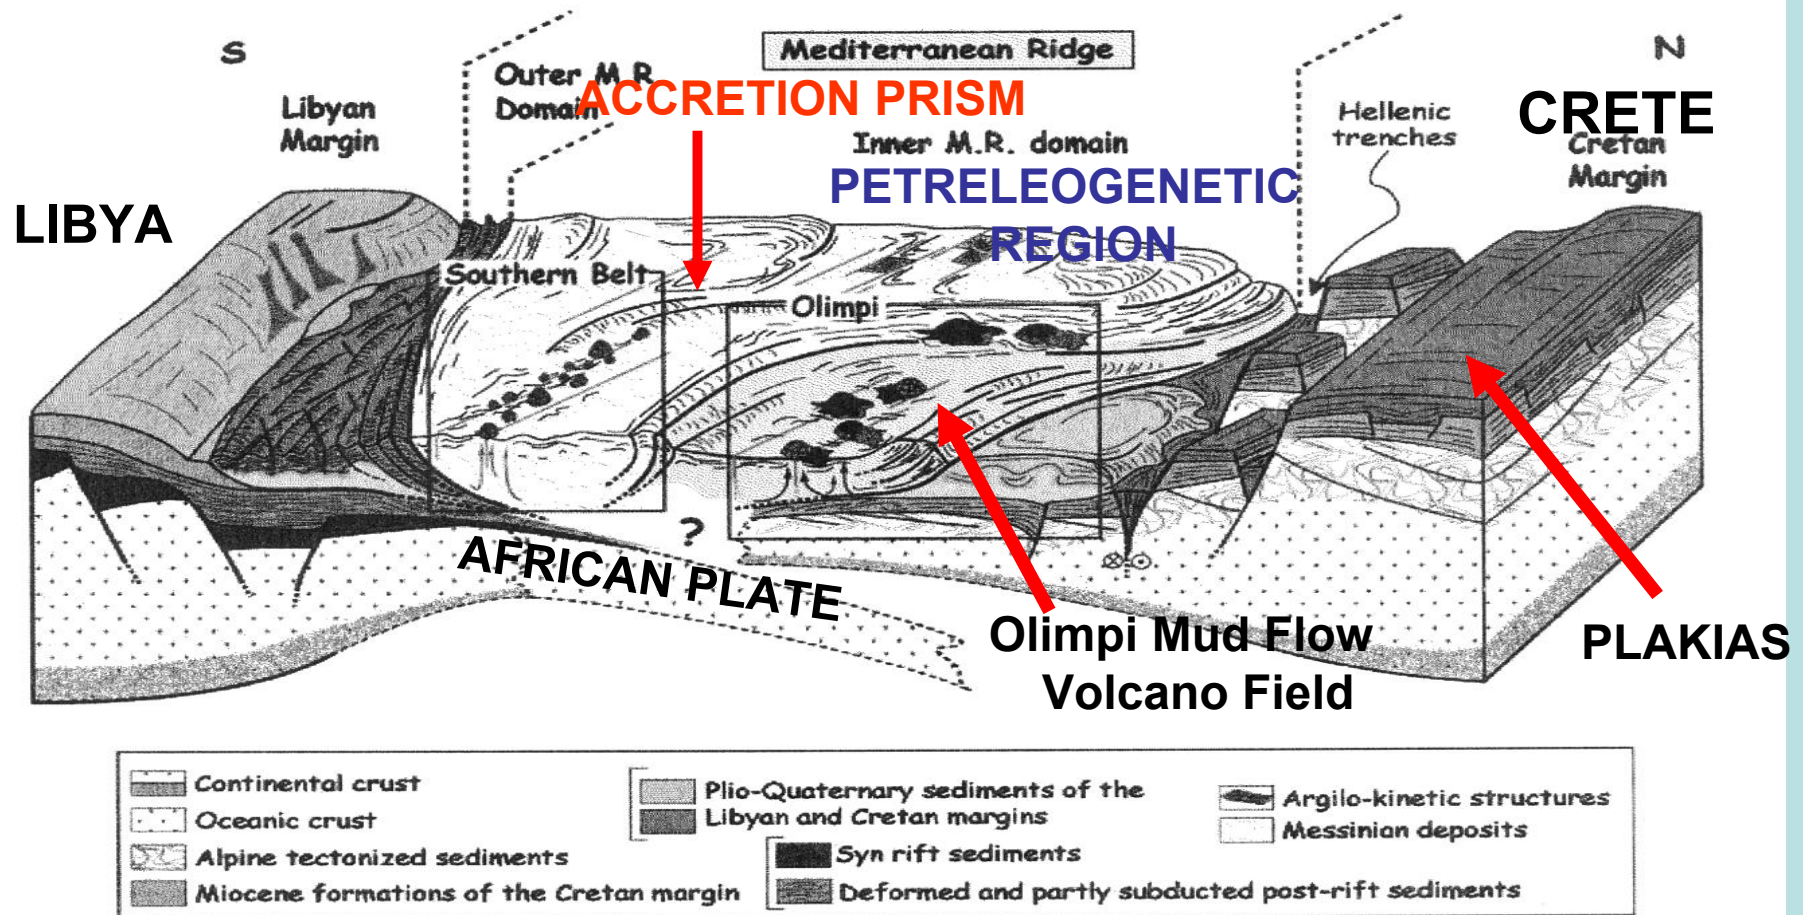 S
Mediterranean Ridge
N
Outer M.R.
Domain
ACCRETION PRISM
Libyan
Margin
Hellenic
trenches
CRETE
Cretan
Margin
Inner M.R. domain
PETRELEOGENETIC
REGION
LIBYA
Southern Belt
Olimpi
?
AFRICAN PLATE
Olimpi Mud Flow
Volcano Field
PLAKIAS
Continental crust
Oceanic crust
Alpine tectonized sediments
Miocene formations of the Cretan margin
Plio-Quaternary sediments of the
Libyan and Cretan margins
Syn rift sediments
Deformed and partly subducted post-rift sediments
Argilo-kinetic structures
Messinian deposits